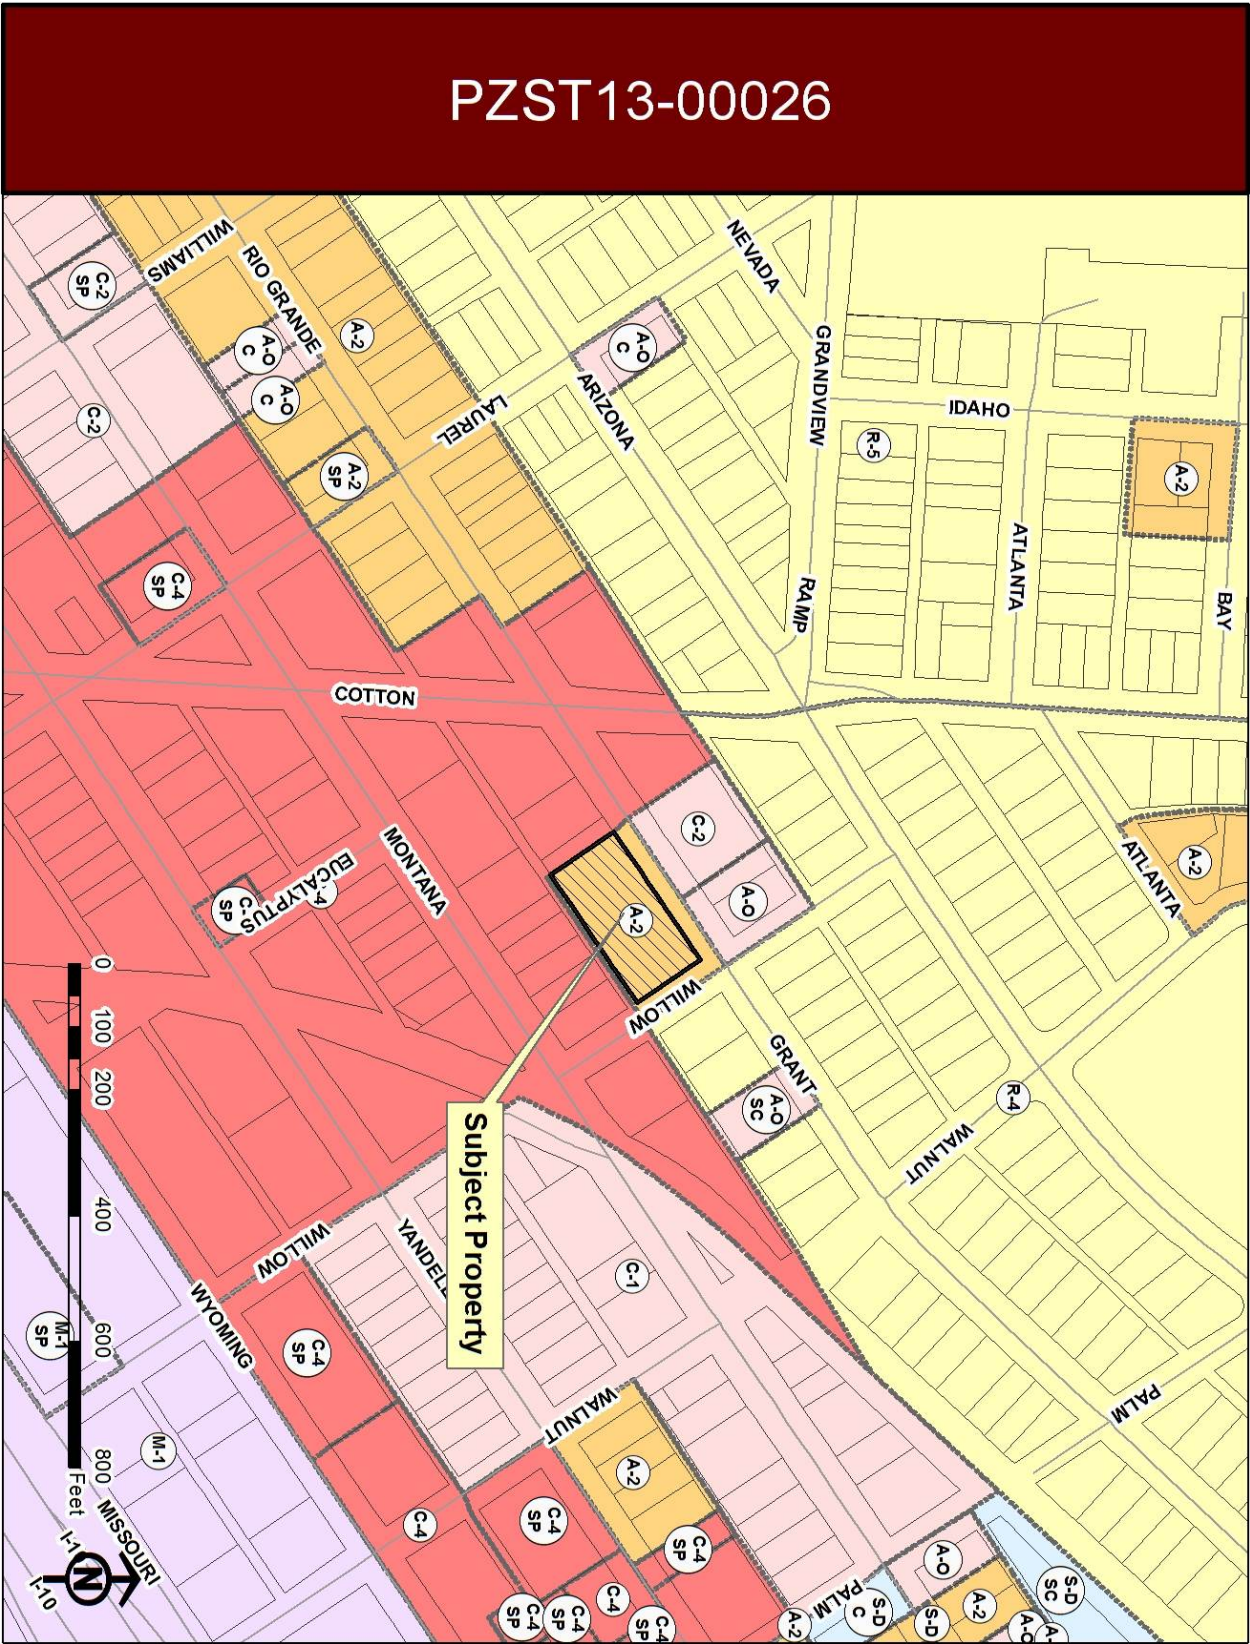 PZST13-00026
WILLIAMS
RIO GRANDE
NEVADA
GRANDVIEW
C-2
SP
A-O
C
A-2
A-O
C
ARIZONA
A-O
C
LAUREL
IDAHO
R-5
A-2
C-2
A-2
SP
ATLANTA
BAY
C-4
SP
RAMP
COTTON
MONTANA
EUCALYPTUS
SP
C-2
A-O
A-2
ATLANTA
A-2
WILLOW
GRANT
A-O
SC
R-4
WALNUT
Subject Property
YANDELL
WILLOW
WYOMING
C-1
C-4
SP
M-1
SP
M-1
WALNUT
A-2
PALM
C-4
SP
C-4
C-4
SP
A-O
S-D
SC
A-2
S-D
S-D
C
PALM
A-2
C-4
C-4
SP
C-4
SP
C-4
SP
A-O
0
100
200
400
600
800
Feet
MISSOURI
I-10
N